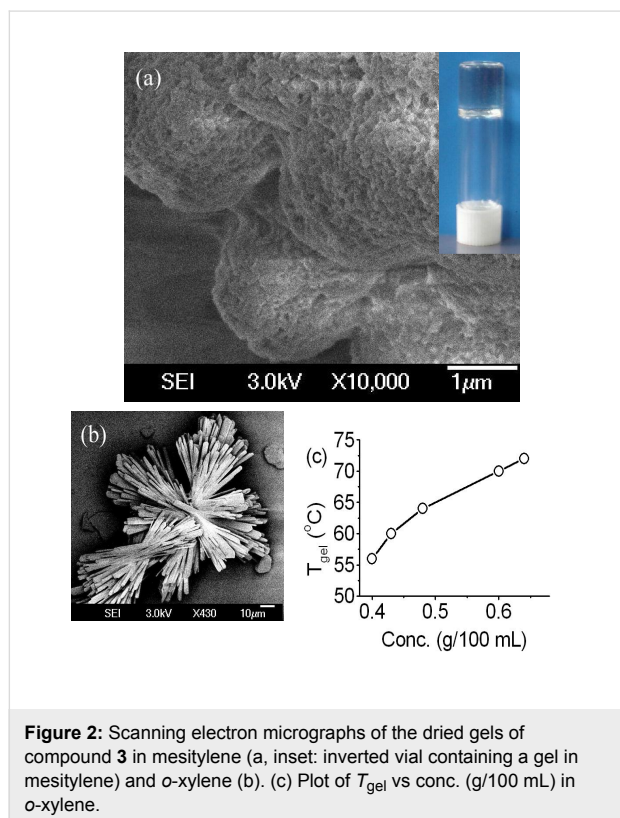 (a)
SEI 3.0kV X10,000 1µm
(b)
SEI 3.0kV X430 10µm
(c)
75
70
65
60
55
50
T_gel (°C)
0.4 0.5 0.6
Conc. (g/100 mL)
Figure 2: Scanning electron micrographs of the dried gels of
compound 3 in mesitylene (a, inset: inverted vial containing a gel in
mesitylene) and o-xylene (b). (c) Plot of T_gel vs conc. (g/100 mL) in
o-xylene.